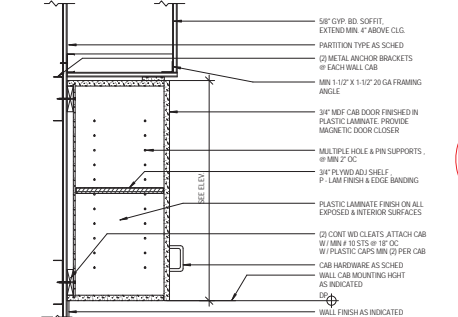 5/8" GYP. BD. SOFFIT,
EXTEND MIN. 4" ABOVE CLG.
PARTITION TYPE AS SCHED
(2) METAL ANCHOR BRACKETS
@ EACH WALL CAB
MIN 1-1/2" X 1-1/2" 20 GA FRAMING
ANGLE
3/4" MDF CAB DOOR FINISHED IN
PLASTIC LAMINATE. PROVIDE
MAGNETIC DOOR CLOSER
MULTIPLE HOLE & PIN SUPPORTS ,
@ MIN 2" OC
3/4" PLYWD ADJ SHELF ,
P - LAM FINISH & EDGE BANDING
SEE ELEV.
PLASTIC LAMINATE FINISH ON ALL
EXPOSED & INTERIOR SURFACES
(2) CONT WD CLEATS ,ATTACH CAB
W / MIN # 10 STS @ 18" OC
W/ PLASTIC CAPS MIN (2) PER CAB
CAB HARDWARE AS SCHED
WALL CAB MOUNTING HGHT
AS INDICATED
DP
WALL FINISH AS INDICATED